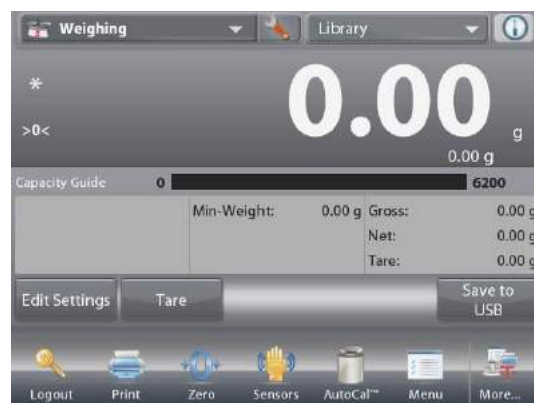 Weighing Library
*
>0<
0.00 g
0.00 g
Capacity Guide 0 6200
Min-Weight: 0.00 g Gross: 0.00 g
Net: 0.00 g
Tare: 0.00 g
Edit Settings Tare Save to
USB
Logout Print Zero Sensors AutoCal™ Menu More...